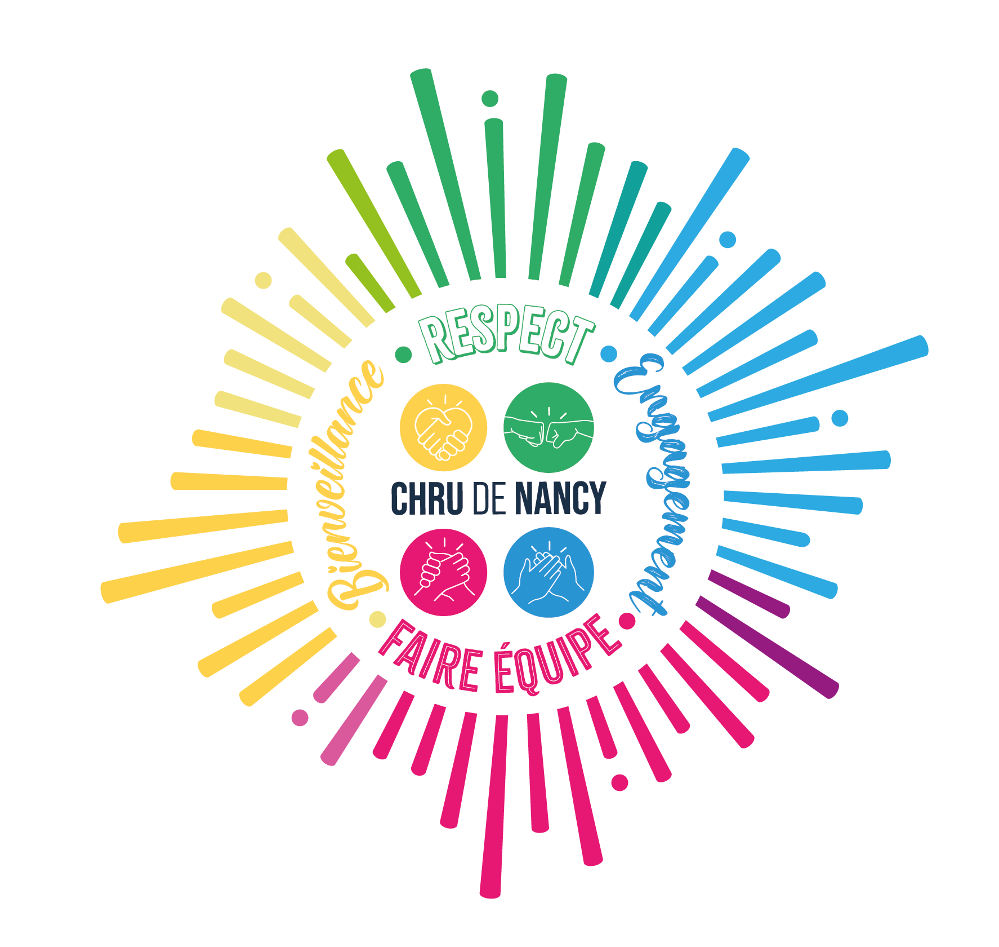 RESPECT
Bienveillance
Engagement
CHRU DE NANCY
FAIRE ÉQUIPE